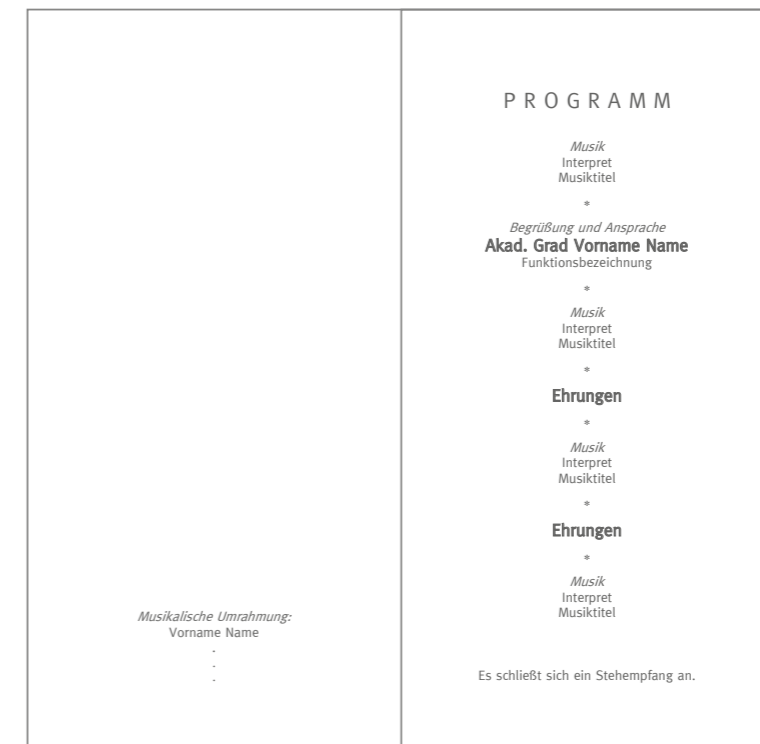 Musikalische Umrahmung:
Vorname Name
.
.
.
PROGRAMM
Musik
Interpret
Musiktitel
*
Begrüßung und Ansprache
Akad. Grad Vorname Name
Funktionsbezeichnung
*
Musik
Interpret
Musiktitel
*
Ehrungen
*
Musik
Interpret
Musiktitel
*
Ehrungen
*
Musik
Interpret
Musiktitel
Es schließt sich ein Stehempfang an.